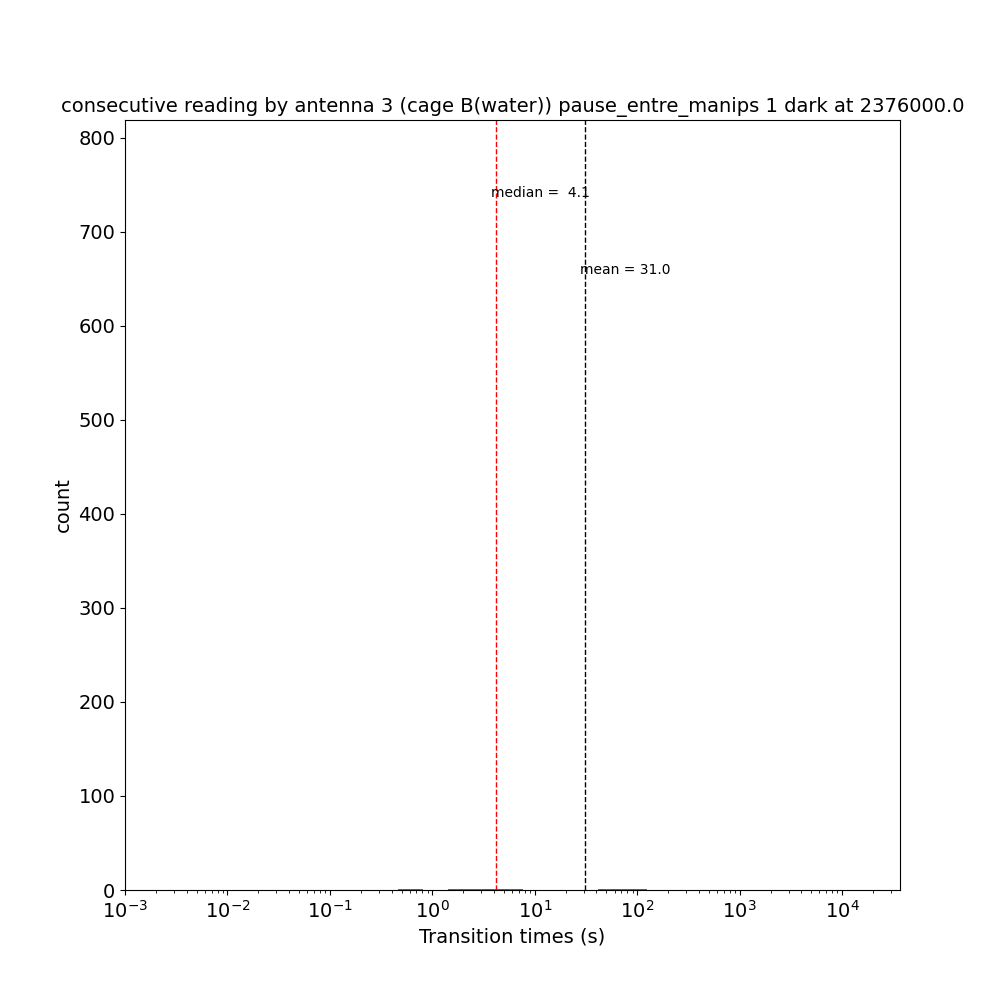 consecutive reading by antenna 3 (cage B(water)) pause_entre_manips 1 dark at 2376000.0
800
median =  4.1
700
mean = 31.0
600
500
count
400
300
200
100
0
10⁻³ 10⁻² 10⁻¹ 10⁰ 10¹ 10² 10³ 10⁴
Transition times (s)